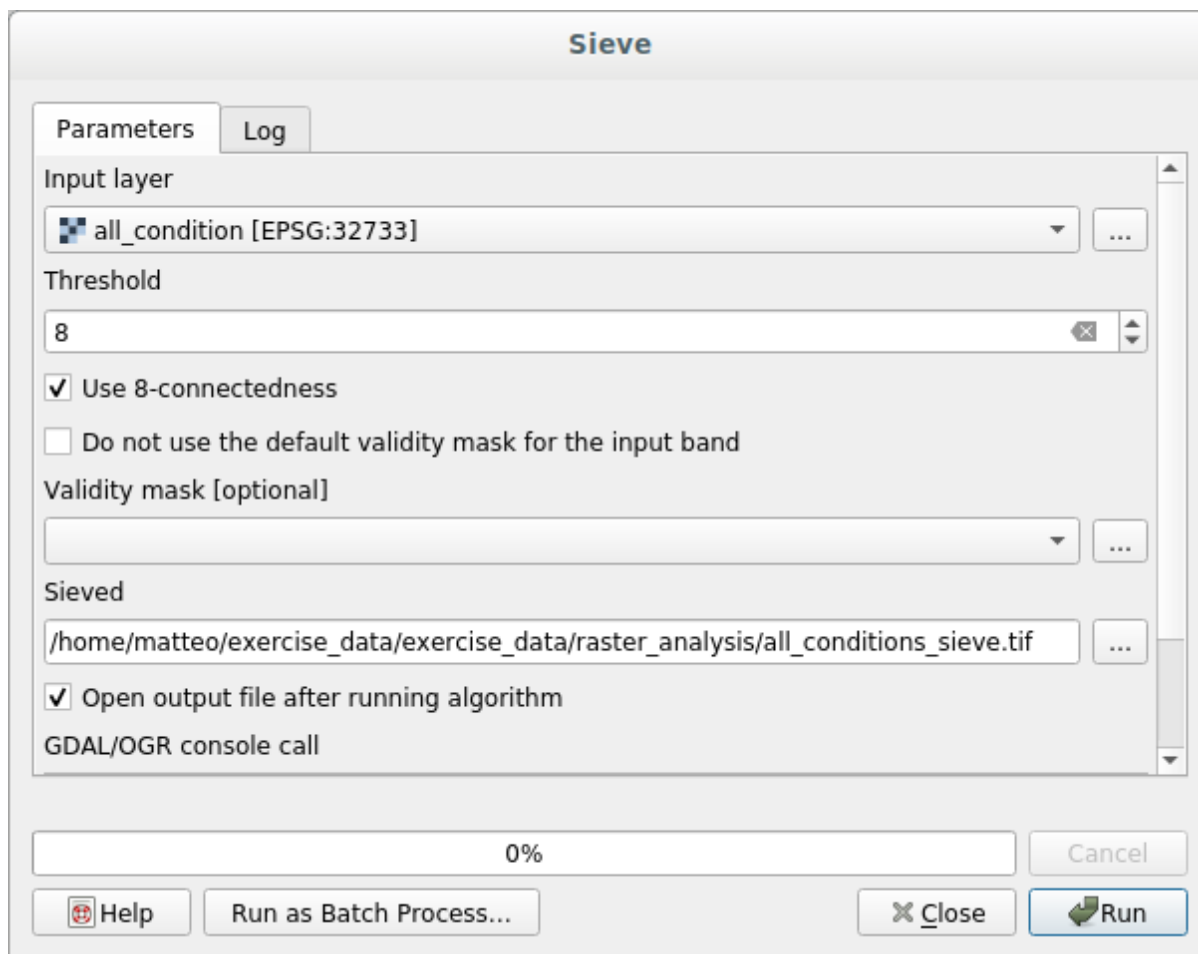 Sieve
Parameters Log
Input layer
all_condition [EPSG:32733] ...
Threshold
8
Use 8-connectedness
Do not use the default validity mask for the input band
Validity mask [optional]
...
Sieved
/home/matteo/exercise_data/exercise_data/raster_analysis/all_conditions_sieve.tif ...
Open output file after running algorithm
GDAL/OGR console call
0% Cancel
Help Run as Batch Process... Close Run